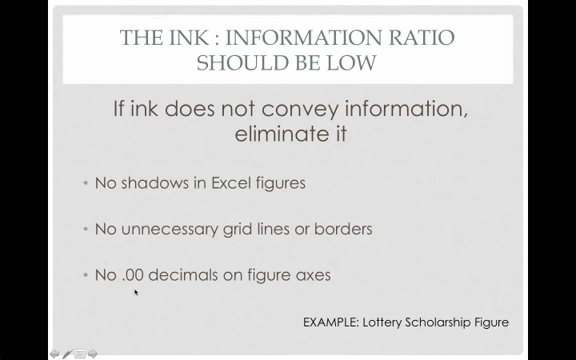 THE INK : INFORMATION RATIO
SHOULD BE LOW
If ink does not convey information,
eliminate it
• No shadows in Excel figures
• No unnecessary grid lines or borders
• No .00 decimals on figure axes
EXAMPLE: Lottery Scholarship Figure